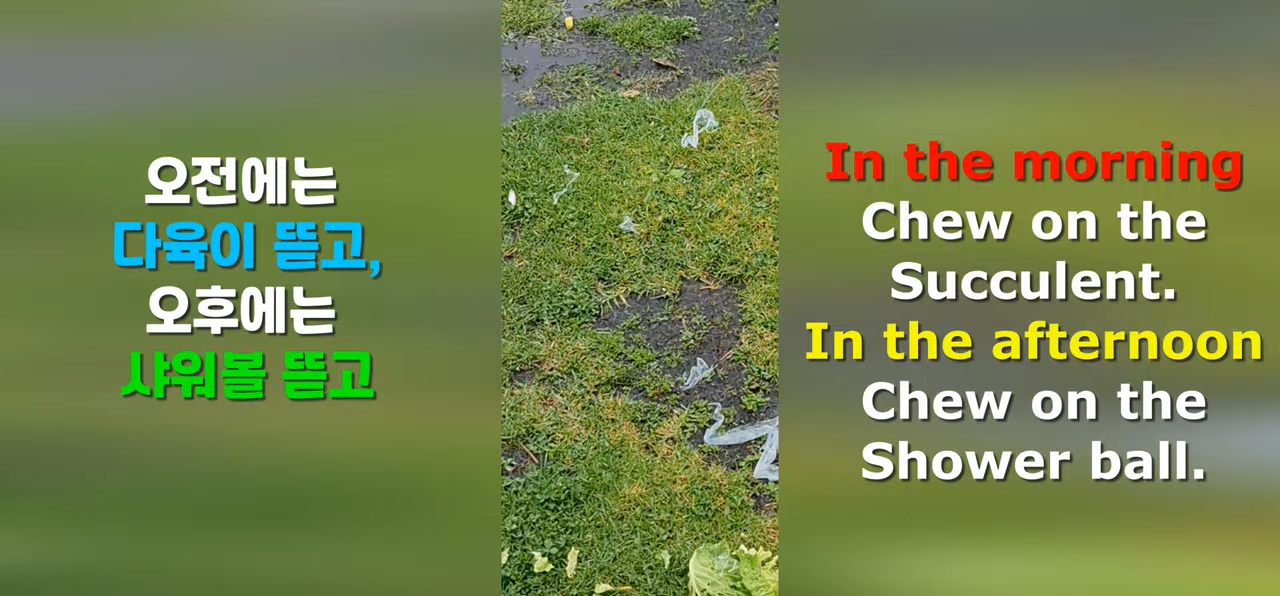 오전에는
다육이 뜯고,
오후에는
샤워볼 뜯고
In the morning
Chew on the
Succulent.
In the afternoon
Chew on the
Shower ball.